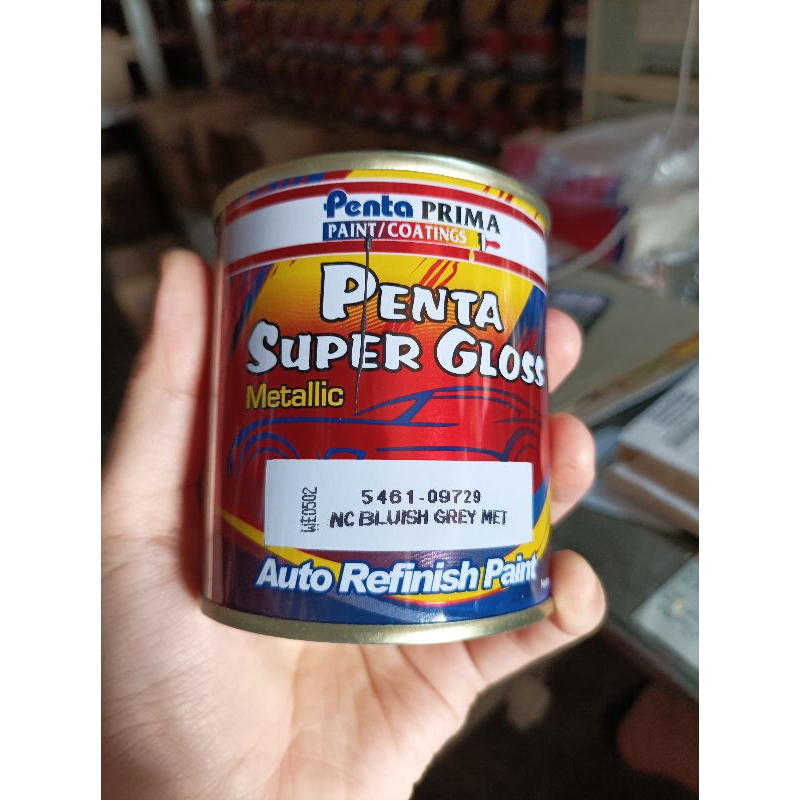 Penta PRIMA
PAINT/COATINGS
PENTA
SUPER GLOSS
Metallic
5461-09729
NC BLUISH GREY MET
WE0502
Auto Refinish Paint